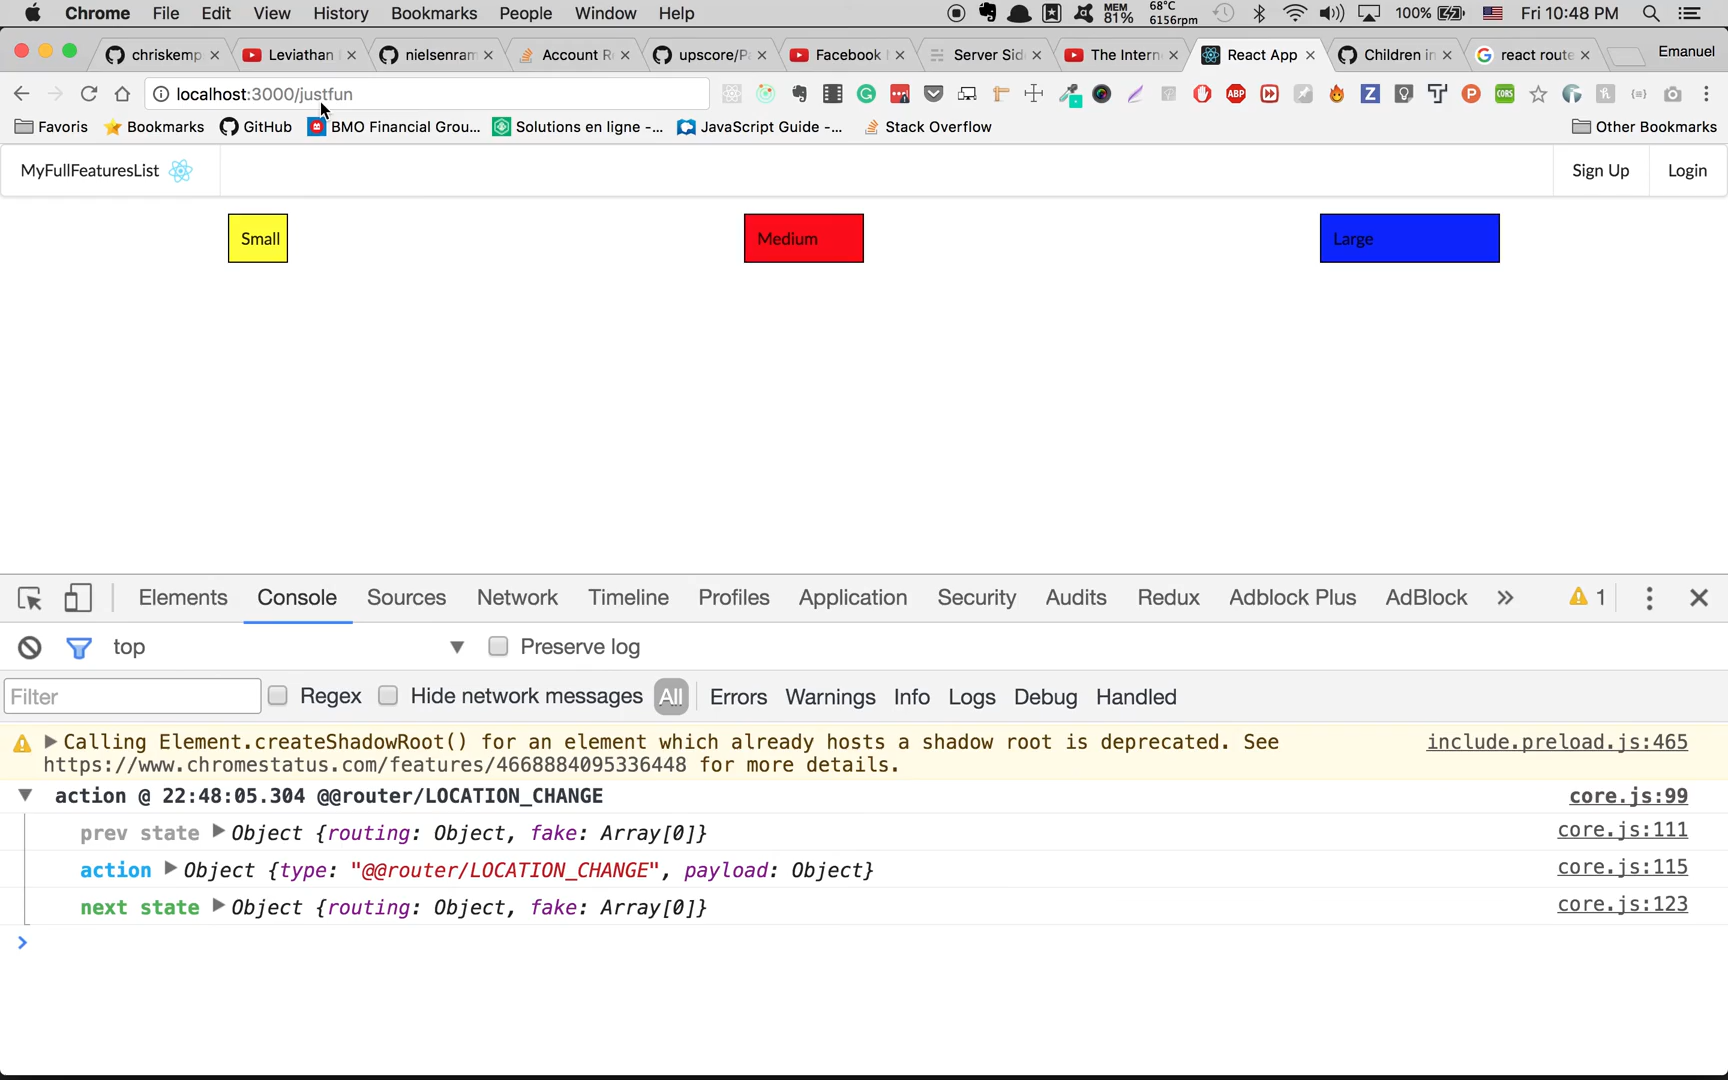 Chrome File Edit View History Bookmarks People Window Help MEM 81% 68°C 6156rpm 100% Fri 10:48 PM
chriskemp Leviathan nielsenram Account R upscore/P Facebook Server Sid The Intern React App Children in react route Emanuel
localhost:3000/justfun
Favoris Bookmarks GitHub BMO Financial Grou... Solutions en ligne -... JavaScript Guide -... Stack Overflow Other Bookmarks
MyFullFeaturesList Sign Up Login
Small Medium Large
Elements Console Sources Network Timeline Profiles Application Security Audits Redux Adblock Plus AdBlock » 1
top Preserve log
Filter Regex Hide network messages All Errors Warnings Info Logs Debug Handled
Calling Element.createShadowRoot() for an element which already hosts a shadow root is deprecated. See include.preload.js:465
https://www.chromestatus.com/features/4668884095336448 for more details.
action @ 22:48:05.304 @@router/LOCATION_CHANGE core.js:99
prev state Object {routing: Object, fake: Array[0]} core.js:111
action Object {type: "@@router/LOCATION_CHANGE", payload: Object} core.js:115
next state Object {routing: Object, fake: Array[0]} core.js:123